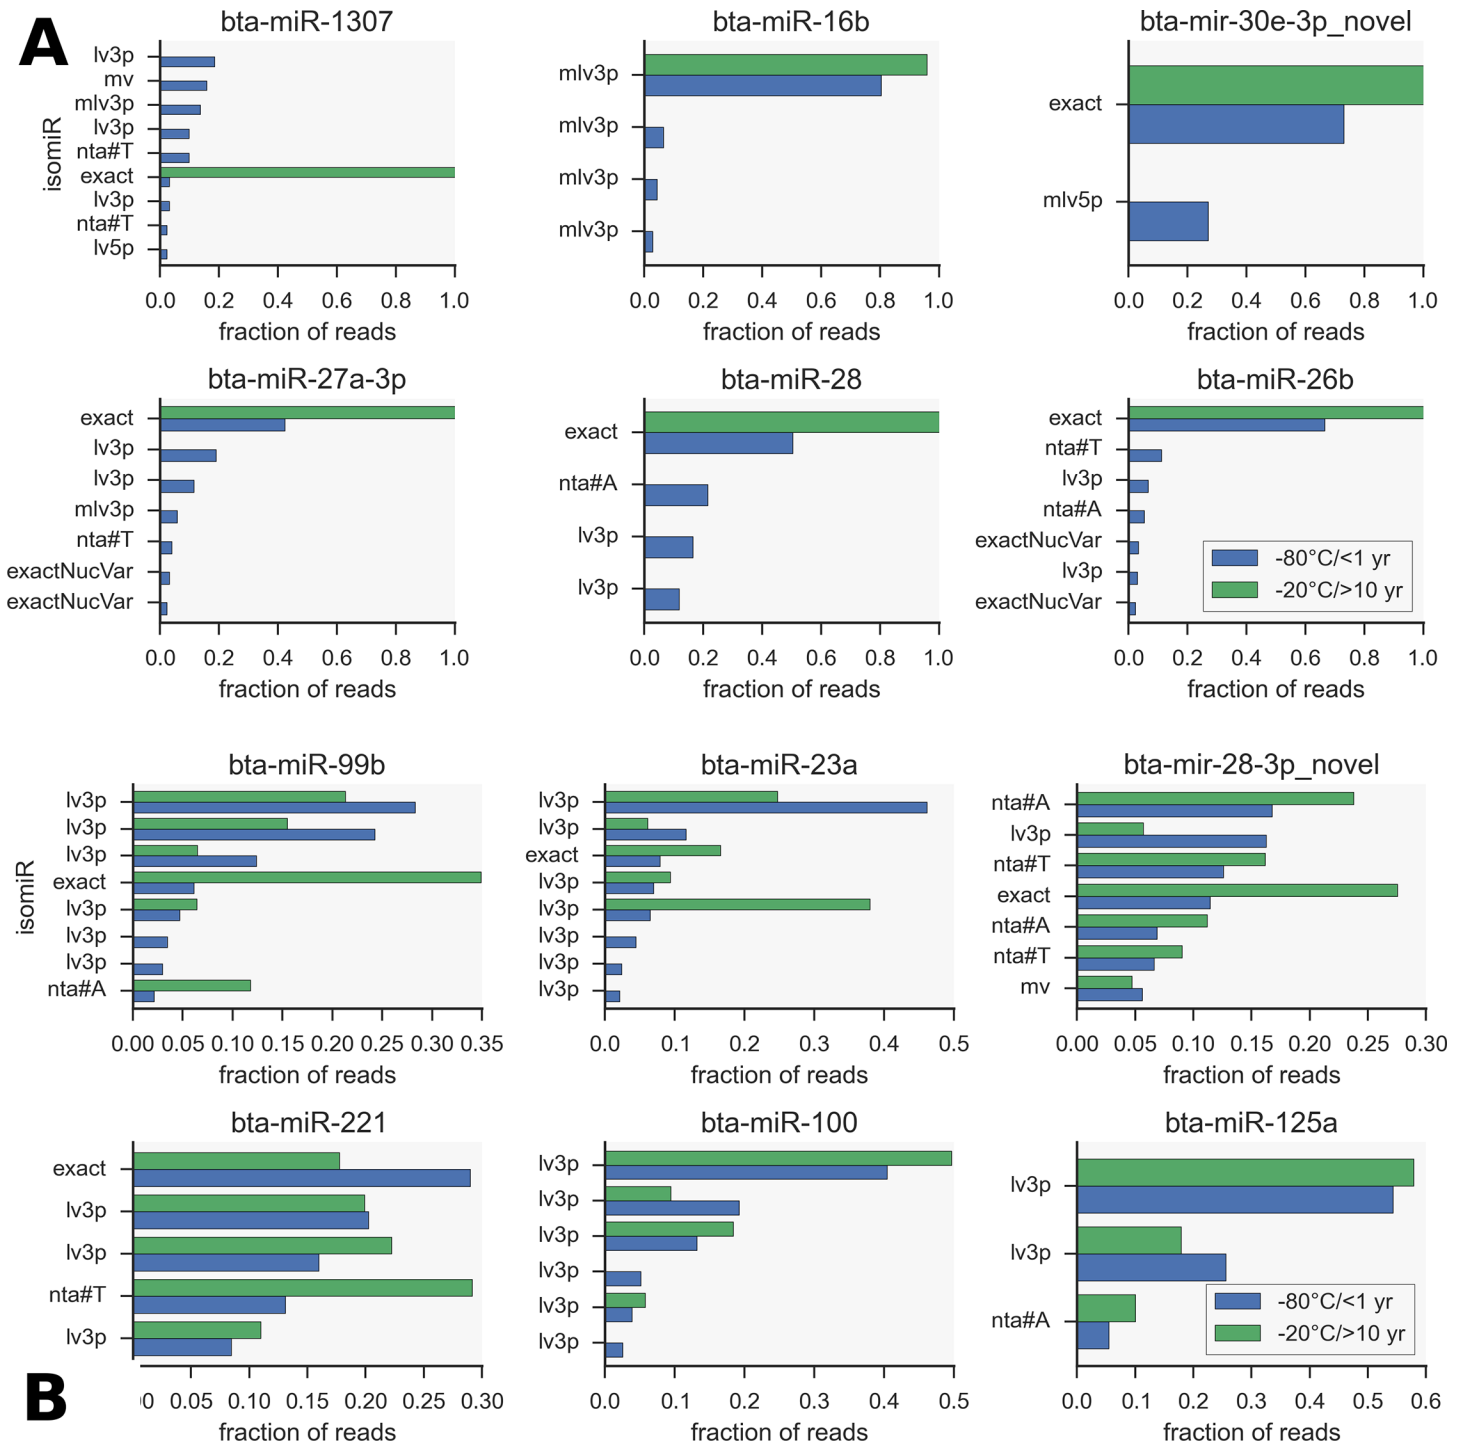 A
bta-miR-1307
lv3p
mv
mlv3p
lv3p
nta#T
exact
lv3p
nta#T
lv5p
isomiR
0.0 0.2 0.4 0.6 0.8 1.0
fraction of reads
bta-miR-16b
mlv3p
mlv3p
mlv3p
mlv3p
0.0 0.2 0.4 0.6 0.8 1.0
fraction of reads
bta-mir-30e-3p_novel
exact
mlv5p
0.0 0.2 0.4 0.6 0.8 1.0
fraction of reads
bta-miR-27a-3p
exact
lv3p
lv3p
mlv3p
nta#T
exactNucVar
exactNucVar
0.0 0.2 0.4 0.6 0.8 1.0
fraction of reads
bta-miR-28
exact
nta#A
lv3p
lv3p
0.0 0.2 0.4 0.6 0.8 1.0
fraction of reads
bta-miR-26b
exact
nta#T
lv3p
nta#A
exactNucVar
lv3p
exactNucVar
-80°C/<1 yr
-20°C/>10 yr
0.0 0.2 0.4 0.6 0.8 1.0
fraction of reads
bta-miR-99b
lv3p
lv3p
lv3p
exact
lv3p
lv3p
lv3p
nta#A
isomiR
0.00 0.05 0.10 0.15 0.20 0.25 0.30 0.35
fraction of reads
bta-miR-23a
lv3p
lv3p
exact
lv3p
lv3p
lv3p
lv3p
lv3p
0.0 0.1 0.2 0.3 0.4 0.5
fraction of reads
bta-mir-28-3p_novel
nta#A
lv3p
nta#T
exact
nta#A
nta#T
mv
0.00 0.05 0.10 0.15 0.20 0.25 0.30
fraction of reads
bta-miR-221
exact
lv3p
lv3p
nta#T
lv3p
0.05 0.10 0.15 0.20 0.25 0.30
fraction of reads
bta-miR-100
lv3p
lv3p
lv3p
lv3p
lv3p
lv3p
0.0 0.1 0.2 0.3 0.4 0.5
fraction of reads
bta-miR-125a
lv3p
lv3p
nta#A
-80°C/<1 yr
-20°C/>10 yr
0.0 0.1 0.2 0.3 0.4 0.5 0.6
fraction of reads
B